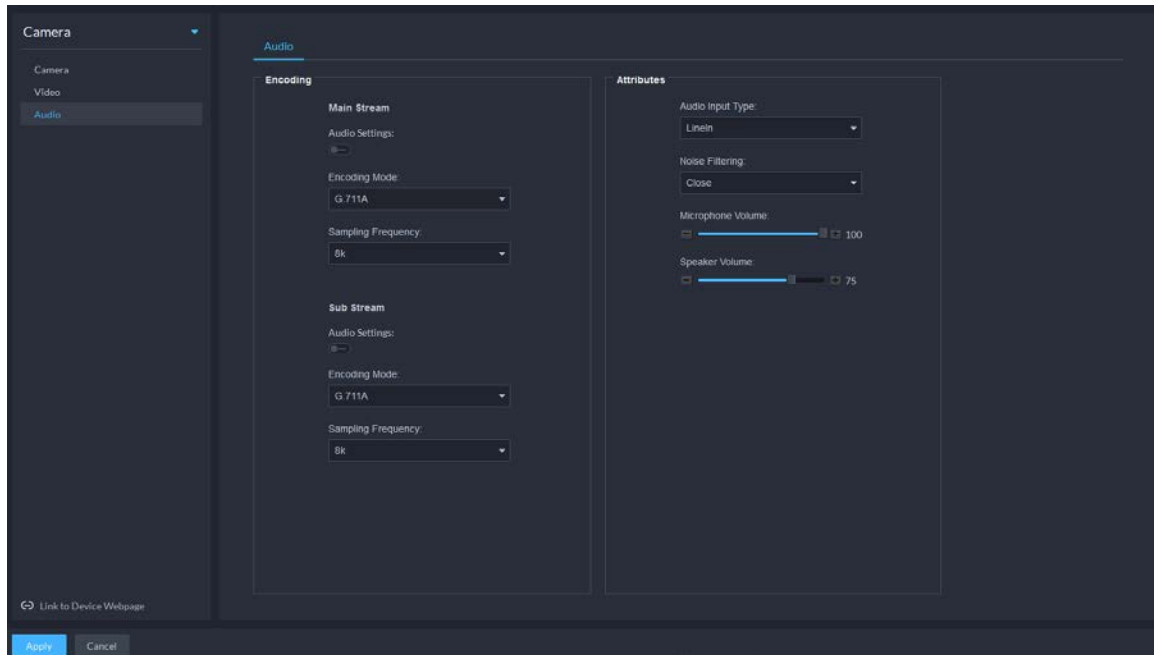 Camera
Camera
Video
Audio
Link to Device Webpage
Audio
Encoding
Main Stream
Audio Settings:
Encoding Mode:
G.711A
Sampling Frequency:
8k
Sub Stream
Audio Settings:
Encoding Mode:
G.711A
Sampling Frequency:
8k
Attributes
Audio Input Type:
LineIn
Noise Filtering:
Close
Microphone Volume:
100
Speaker Volume:
75
Apply Cancel